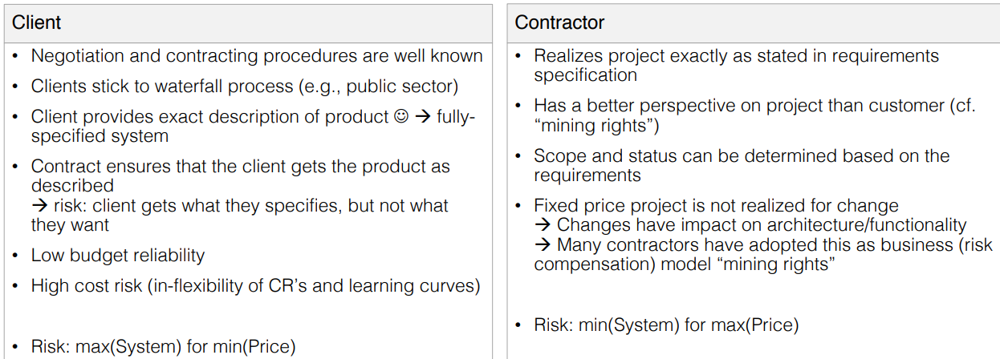 Client
• Negotiation and contracting procedures are well known
• Clients stick to waterfall process (e.g., public sector)
• Client provides exact description of product ☺ → fully-
specified system
• Contract ensures that the client gets the product as
described
→ risk: client gets what they specifies, but not what
they want
• Low budget reliability
• High cost risk (in-flexibility of CR's and learning curves)
• Risk: max(System) for min(Price)
Contractor
• Realizes project exactly as stated in requirements
specification
• Has a better perspective on project than customer (cf.
“mining rights”)
• Scope and status can be determined based on the
requirements
• Fixed price project is not realized for change
→ Changes have impact on architecture/functionality
→ Many contractors have adopted this as business (risk
compensation) model “mining rights”
• Risk: min(System) for max(Price)